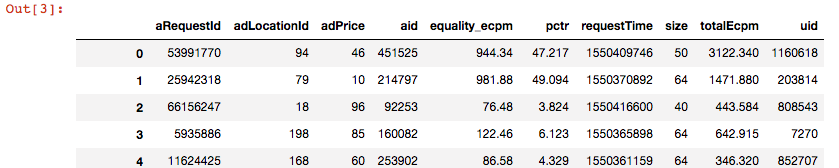 Out[3]:
aRequestId adLocationId adPrice aid equality_ecpm pctr requestTime size totalEcpm uid
0 53991770 94 46 451525 944.34 47.217 1550409746 50 3122.340 1160618
1 25942318 79 10 214797 981.88 49.094 1550370892 64 1471.880 203814
2 66156247 18 96 92253 76.48 3.824 1550416600 40 443.584 808543
3 5935886 198 85 160082 122.46 6.123 1550365898 64 642.915 7270
4 11624425 168 60 253902 86.58 4.329 1550361159 64 346.320 852707